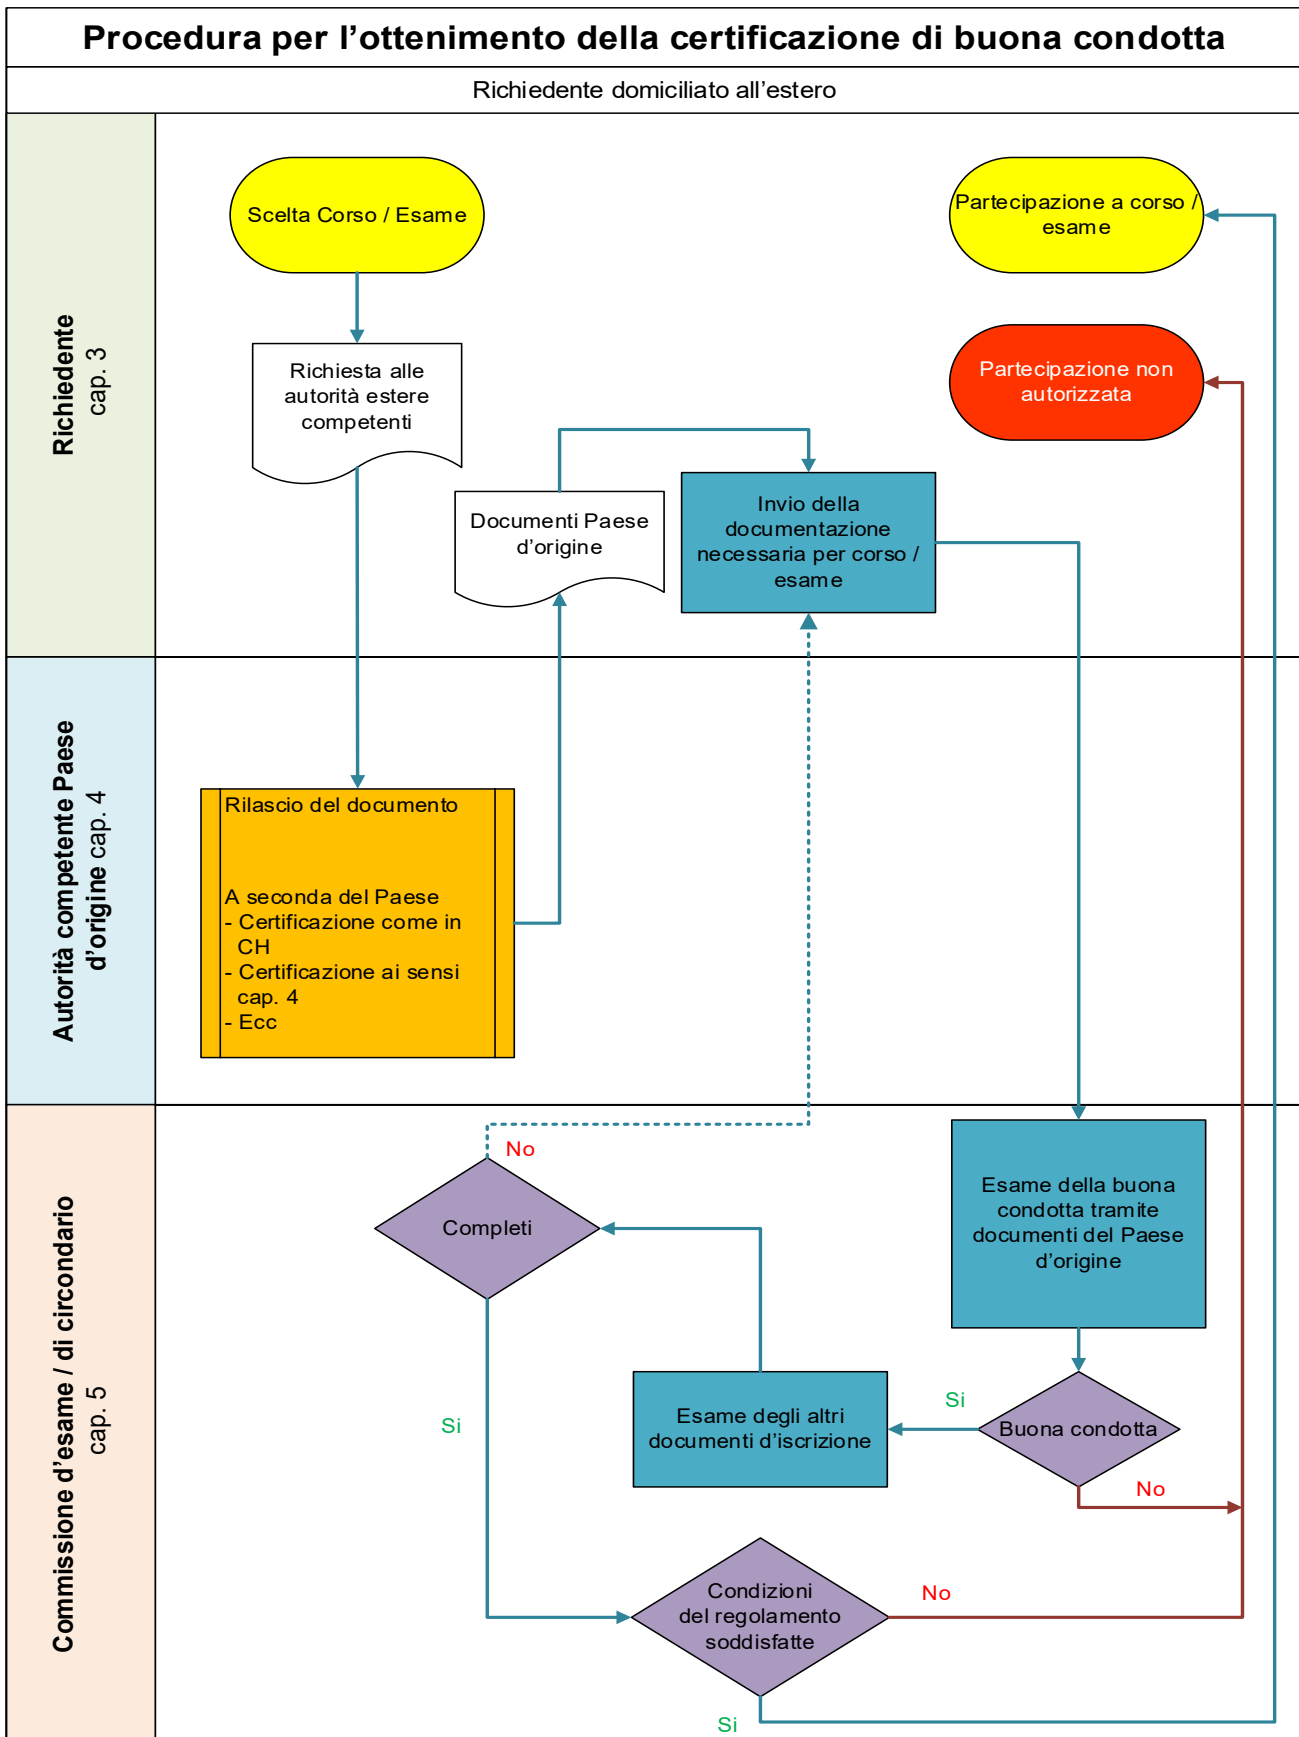 Procedura per l'ottenimento della certificazione di buona condotta
Richiedente domiciliato all'estero
Richiedente
cap. 3
Scelta Corso / Esame
Partecipazione a corso /
esame
Richiesta alle
autorità estere
competenti
Partecipazione non
autorizzata
Documenti Paese
d'origine
Invio della
documentazione
necessaria per corso /
esame
Autorità competente Paese
d'origine cap. 4
Rilascio del documento
A seconda del Paese
- Certificazione come in
CH
- Certificazione ai sensi
cap. 4
- Ecc
Commissione d'esame / di circondario
cap. 5
No
Completi
Esame della buona
condotta tramite
documenti del Paese
d'origine
Si
Esame degli altri
documenti d'iscrizione
Si
Buona condotta
No
Condizioni
del regolamento
soddisfatte
No
Si